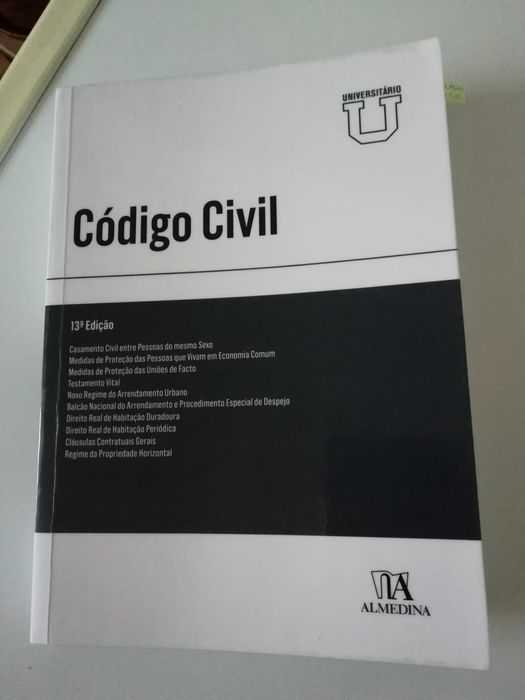 UNIVERSITÁRIO
U
Código Civil
13ª Edição
Casamento Civil entre Pessoas do mesmo Sexo
Medidas de Proteção das Pessoas que Vivam em Economia Comum
Medidas de Proteção das Uniões de Facto
Testamento Vital
Novo Regime do Arrendamento Urbano
Balcão Nacional do Arrendamento e Procedimento Especial de Despejo
Direito Real de Habitação Duradoura
Direito Real de Habitação Periódica
Cláusulas Contratuais Gerais
Regime da Propriedade Horizontal
ALMEDINA